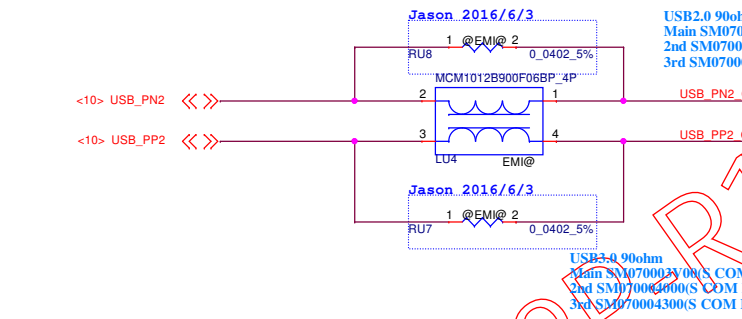 Jason 2016/6/3
USB2.0 90oh
Main SM070
2nd SM0700
3rd SM0700
1 @EMI@ 2
RU8 0_0402_5%
MCM1012B900F06BP_4P
<10> USB_PN2 2 1 USB_PN2_
<10> USB_PP2 3 4 USB_PP2_
LU4 EMI@
Jason 2016/6/3
1 @EMI@ 2
RU7 0_0402_5%
USB3.0 90ohm
Main SM070003V00(S COM
2nd SM070004000(S COM
3rd SM070004300(S COM